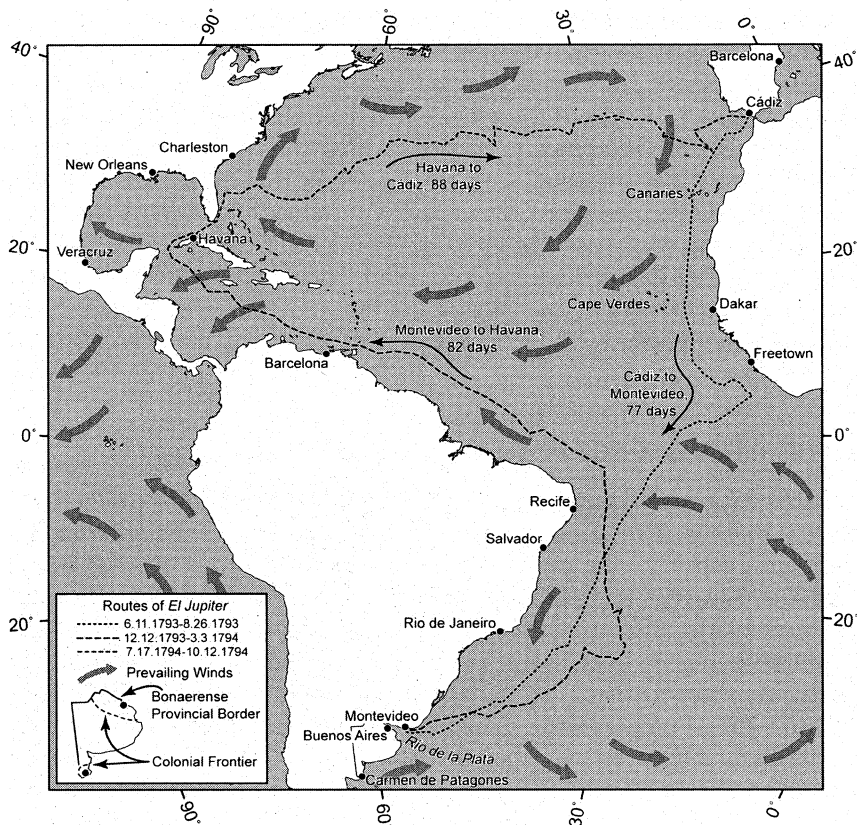 90°
60°
30°
0°
40°
40°
Barcelona
Cádiz
Charleston
New Orleans
Havana to
Cádiz, 88 days
Canaries
20°
20°
Havana
Veracruz
Cape Verdes
Dakar
Montevideo to Havana,
82 days
Barcelona
Freetown
Cádiz to
Montevideo,
77 days
0°
0°
Recife
Salvador
Rio de Janeiro
20°
20°
Routes of El Jupiter
6.11.1793-8.26 1793
12.12.1793-3.3 1794
7.17.1794-10.12.1794
Prevailing Winds
Bonaerense
Provincial Border
Colonial Frontier
Montevideo
Buenos Aires
Rio de la Plata
Carmen de Patagones
90°
60°
30°
0°